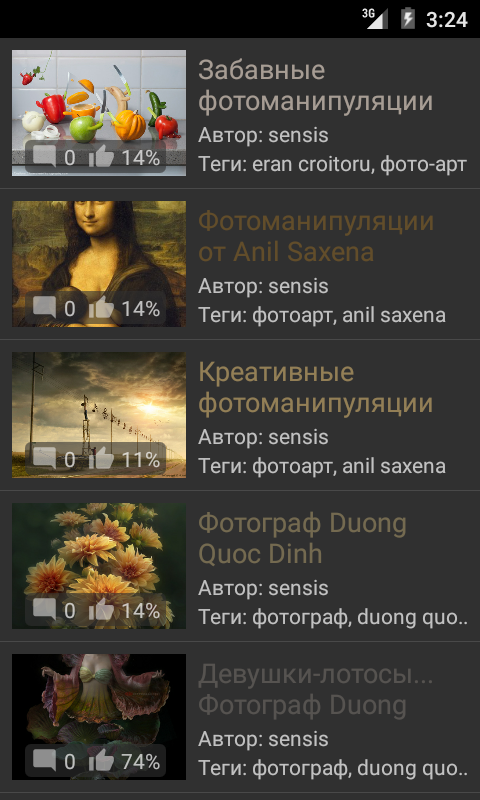 3G 3:24
Забавные
фотоманипуляции
Автор: sensis
Теги: eran croitoru, фото-арт
0 14%
Фотоманипуляции
от Anil Saxena
Автор: sensis
Теги: фотоарт, anil saxena
0 14%
Креативные
фотоманипуляции
Автор: sensis
Теги: фотоарт, anil saxena
0 11%
Фотограф Duong
Quoc Dinh
Автор: sensis
Теги: фотограф, duong quo..
0 14%
Девушки-лотосы...
Фотограф Duong
Автор: sensis
Теги: фотограф, duong quo..
0 74%